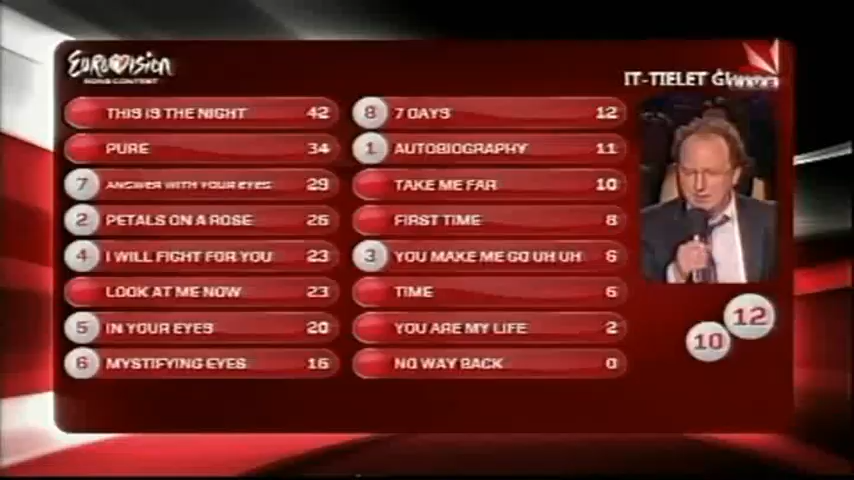 EUROVISION
SONG CONTEST
IT-TIELET
THIS IS THE NIGHT 42
PURE 34
7 ANSWER WITH YOUR EYES 29
2 PETALS ON A ROSE 26
4 I WILL FIGHT FOR YOU 23
LOOK AT ME NOW 23
5 IN YOUR EYES 20
6 MYSTIFYING EYES 16
8 7 DAYS 12
1 AUTOBIOGRAPHY 11
TAKE ME FAR 10
FIRST TIME 8
3 YOU MAKE ME GO UH UH 6
TIME 6
YOU ARE MY LIFE 2
NO WAY BACK 0
12
10